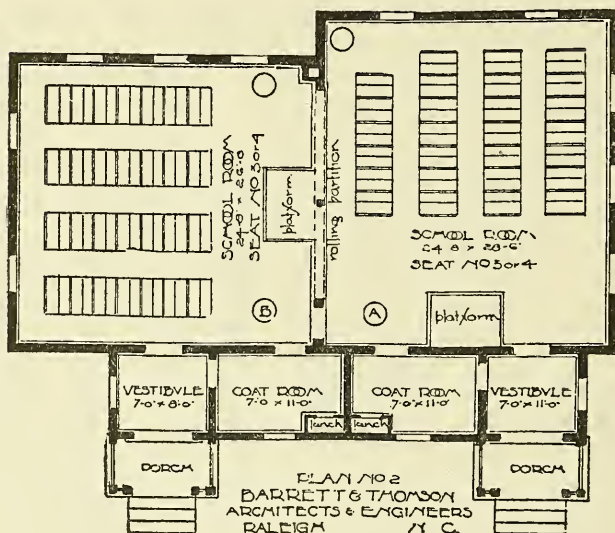 SCHOOL ROOM
24-8 x 26-0
SEAT NO 3 or 4
platform
rolling partition
SCHOOL ROOM
24 8 x 28-6"
SEAT NO 3 or 4
B
A
platform
VESTIBULE
7-0" x 8-0"
COAT ROOM
7-0 x 11-0"
COAT ROOM
7-0 x 11-0"
VESTIBULE
7-0" x 11-0"
lunch
lunch
PORCH
PORCH
PLAN NO 2
BARRETT & THOMSON
ARCHITECTS & ENGINEERS
RALEIGH N. C.